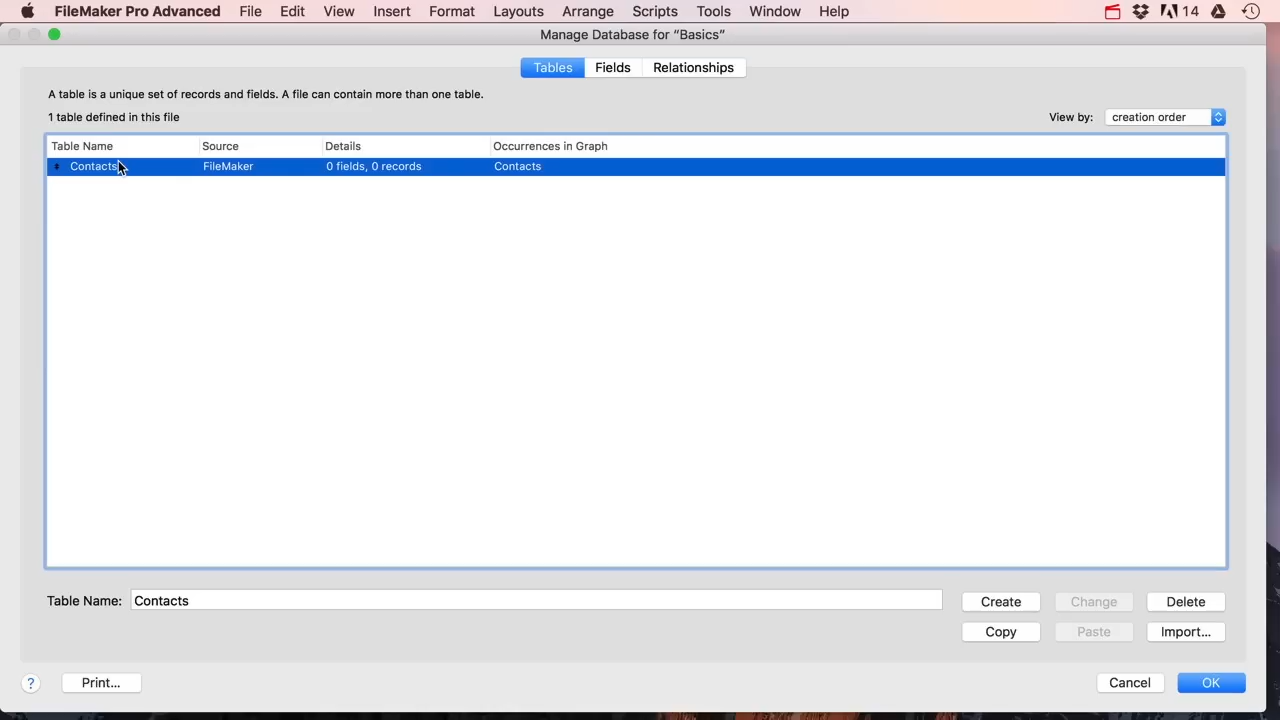 FileMaker Pro Advanced File Edit View Insert Format Layouts Arrange Scripts Tools Window Help 14
Manage Database for “Basics”
Tables Fields Relationships
A table is a unique set of records and fields. A file can contain more than one table.
1 table defined in this file View by: creation order
Table Name Source Details Occurrences in Graph
Contacts FileMaker 0 fields, 0 records Contacts
Table Name: Contacts Create Change Delete
Copy Paste Import...
? Print... Cancel OK